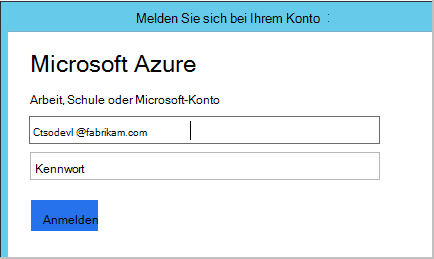 Melden Sie sich bei Ihrem Konto :
Microsoft Azure
Arbeit, Schule oder Microsoft-Konto
Ctsodevl @fabrikam.com
Kennwort
Anmelden